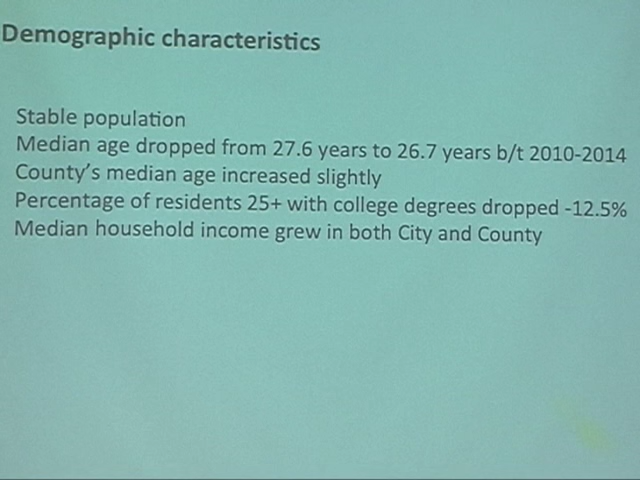 Demographic characteristics
Stable population
Median age dropped from 27.6 years to 26.7 years b/t 2010-2014
County's median age increased slightly
Percentage of residents 25+ with college degrees dropped -12.5%
Median household income grew in both City and County